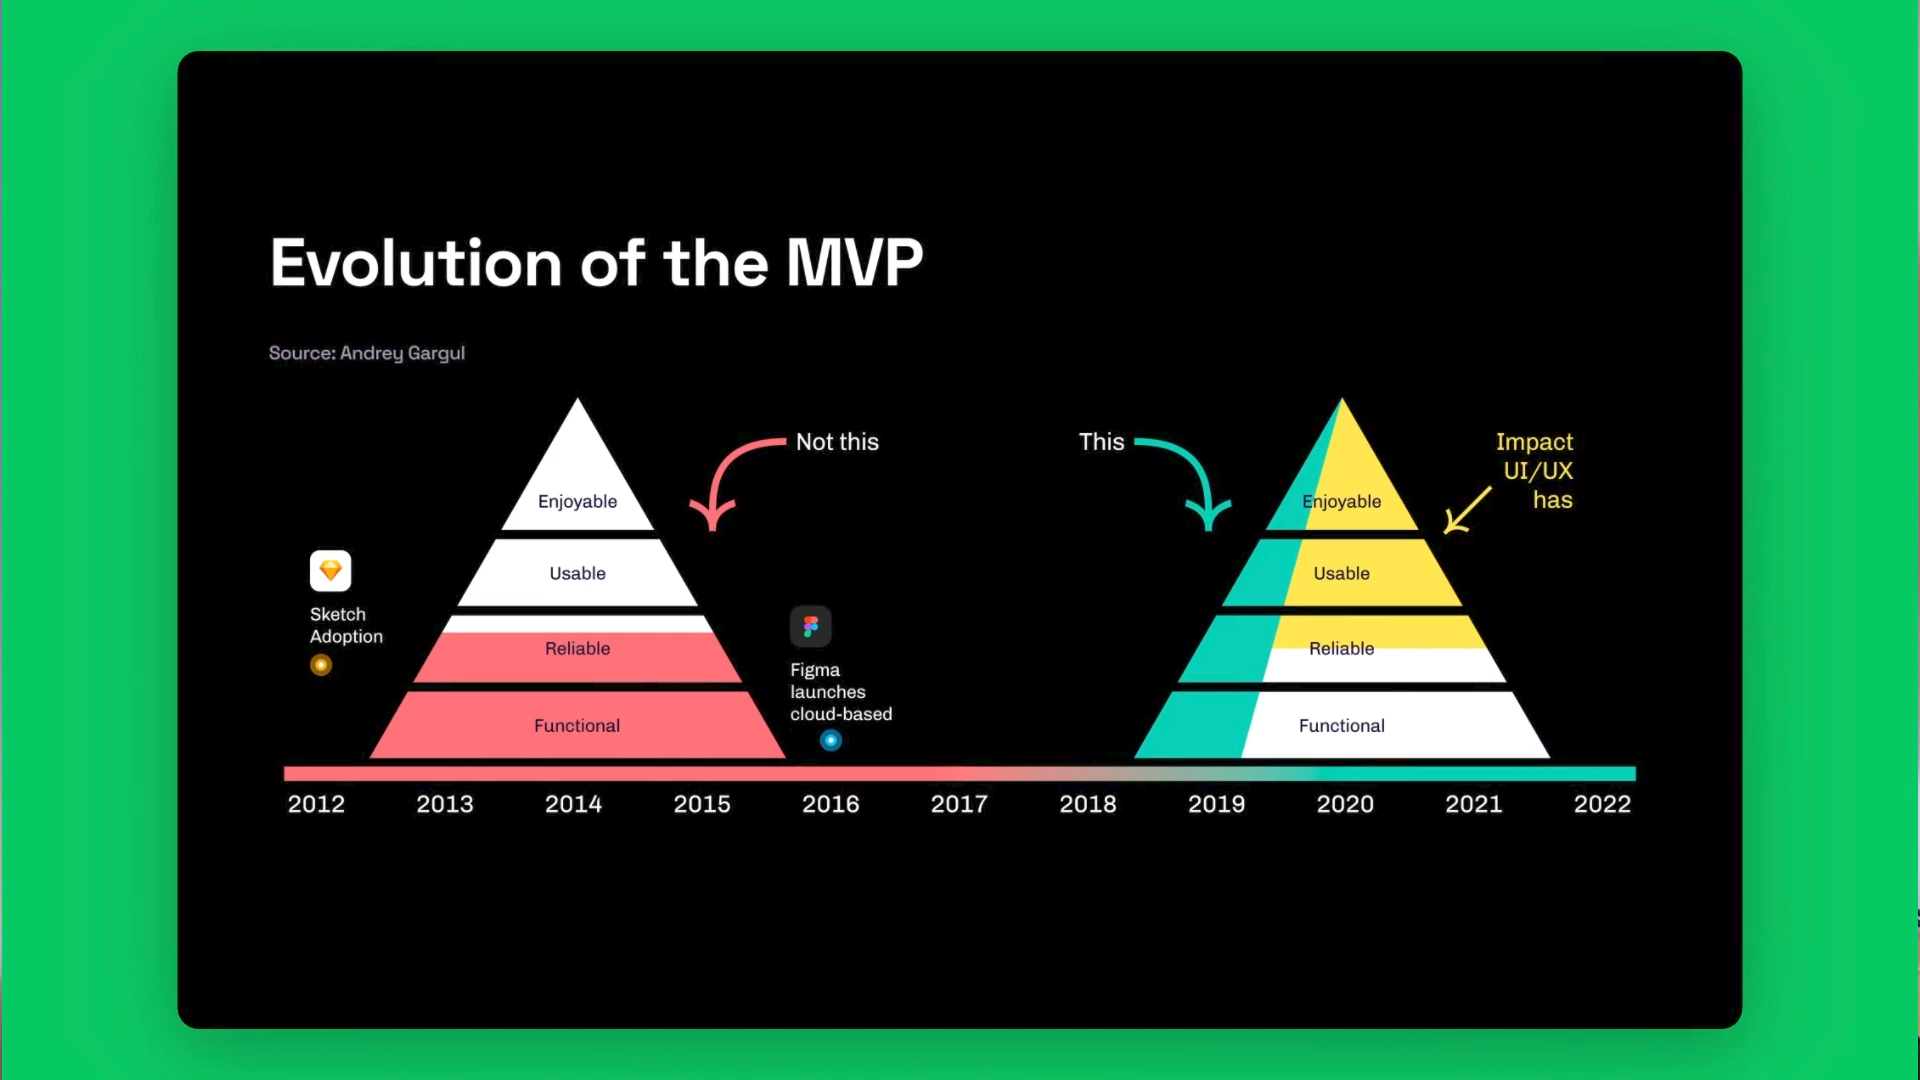 Evolution of the MVP
Source: Andrey Gargul
Not this
This
Impact
UI/UX
has
Enjoyable
Usable
Reliable
Functional
Sketch
Adoption
Figma
launches
cloud-based
Enjoyable
Usable
Reliable
Functional
2012 2013 2014 2015 2016 2017 2018 2019 2020 2021 2022